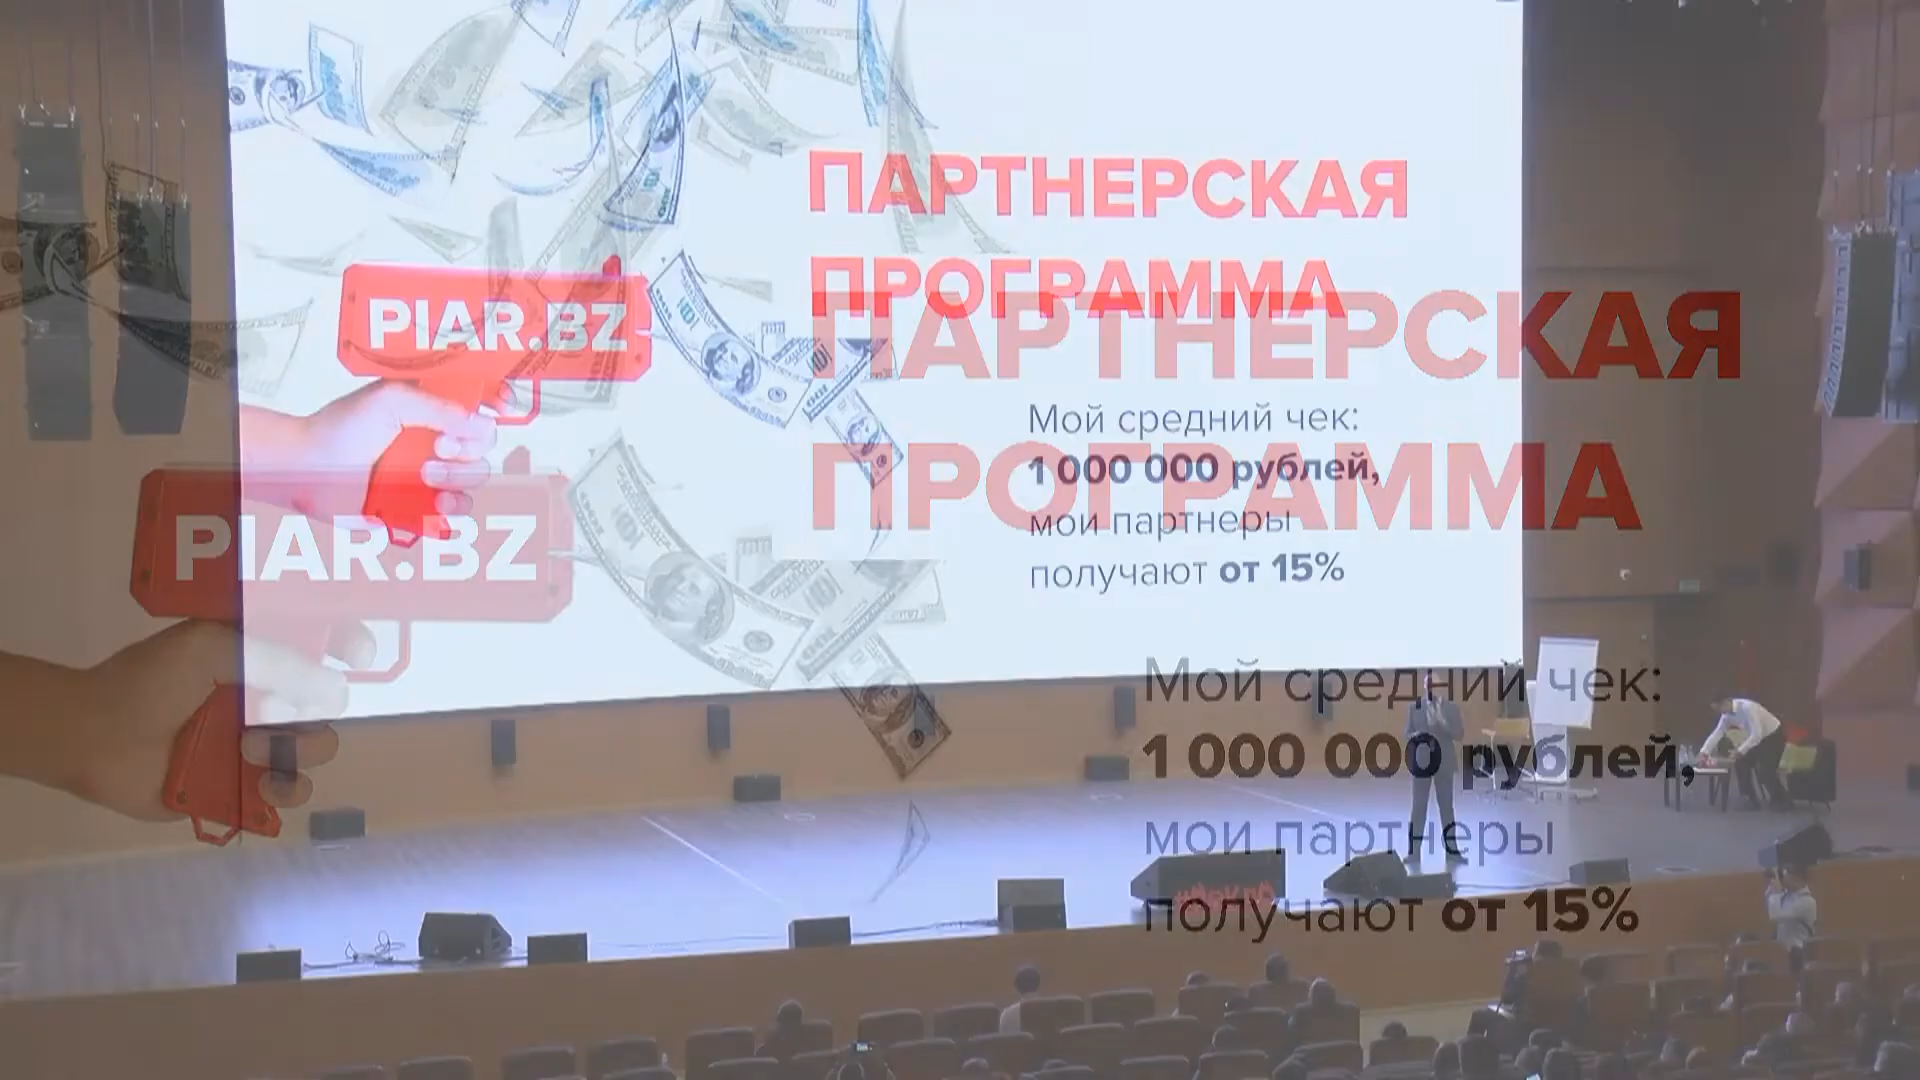 ПАРТНЕРСКАЯ
ПРОГРАММА
PIAR.BZ
Мой средний чек:
1 000 000 рублей,
мои партнеры
получают от 15%
ПАРТНЕРСКАЯ
ПРОГРАММА
PIAR.BZ
Мой средний чек:
1 000 000 рублей,
мои партнеры
получают от 15%